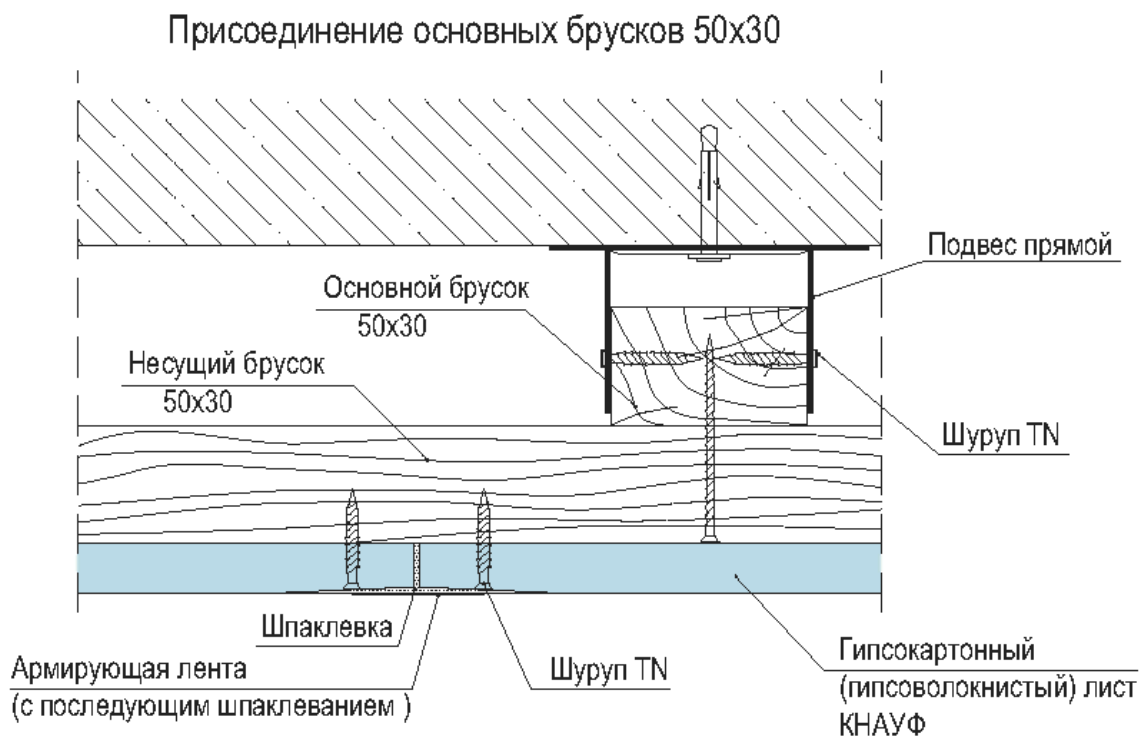 Присоединение основных брусков 50х30
Подвес прямой
Основной брусок
50х30
Несущий брусок
50х30
Шуруп TN
Шпаклевка
Армирующая лента
(с последующим шпаклеванием )
Шуруп TN
Гипсокартонный
(гипсоволокнистый) лист
КНАУФ